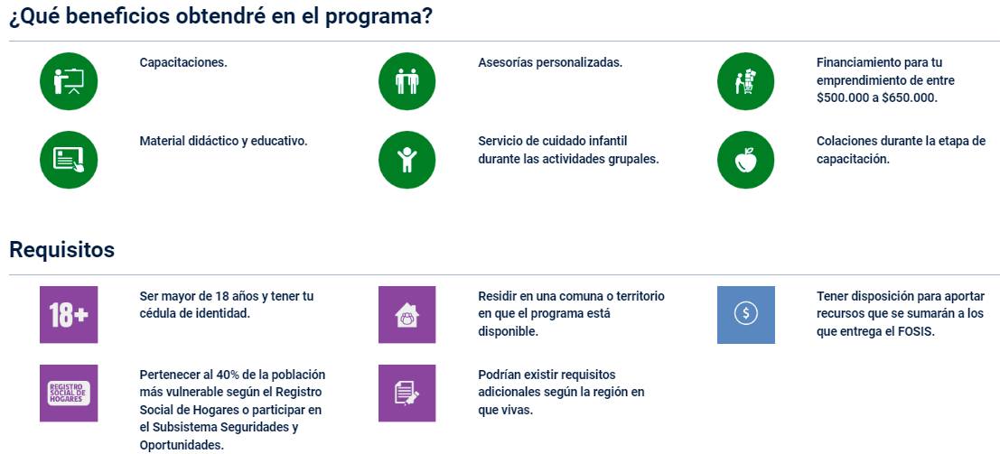 ¿Qué beneficios obtendré en el programa?
Capacitaciones.
Asesorías personalizadas.
Financiamiento para tu
emprendimiento de entre
$500.000 a $650.000.
Material didáctico y educativo.
Servicio de cuidado infantil
durante las actividades grupales.
Colaciones durante la etapa de
capacitación.
Requisitos
18+
Ser mayor de 18 años y tener tu
cédula de identidad.
Residir en una comuna o territorio
en que el programa está
disponible.
$
Tener disposición para aportar
recursos que se sumarán a los
que entrega el FOSIS.
REGISTRO
SOCIAL DE
HOGARES
Pertenecer al 40% de la población
más vulnerable según el Registro
Social de Hogares o participar en
el Subsistema Seguridades y
Oportunidades.
Podrían existir requisitos
adicionales según la región en
que vivas.